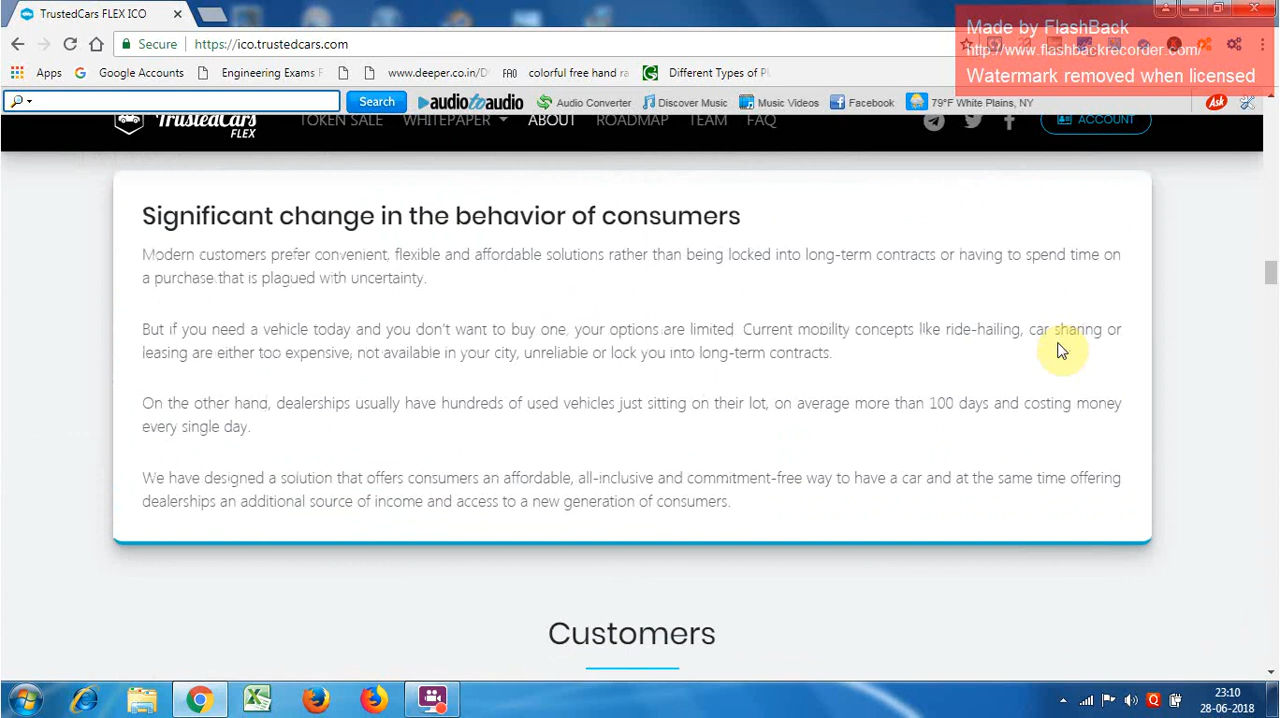 TrustedCars FLEX ICO
Made by FlashBack
http://www.flashbackrecorder.com/
Watermark removed when licensed
Secure
https://ico.trustedcars.com
Apps
Google Accounts
Engineering Exams F
www.deeper.co.in/D
FAO
colorful free hand ra
Different Types of Pl
Search
audiotoaudio
Audio Converter
Discover Music
Music Videos
Facebook
79°F White Plains, NY
Ask
TrustedCars
FLEX
TOKEN SALE
WHITEPAPER
ABOUT
ROADMAP
TEAM
FAQ
ACCOUNT
Significant change in the behavior of consumers
Modern customers prefer convenient, flexible and affordable solutions rather than being locked into long-term contracts or having to spend time on
a purchase that is plagued with uncertainty.
But if you need a vehicle today and you don't want to buy one, your options are limited. Current mobility concepts like ride-hailing, car sharing or
leasing are either too expensive, not available in your city, unreliable or lock you into long-term contracts.
On the other hand, dealerships usually have hundreds of used vehicles just sitting on their lot, on average more than 100 days and costing money
every single day.
We have designed a solution that offers consumers an affordable, all-inclusive and commitment-free way to have a car and at the same time offering
dealerships an additional source of income and access to a new generation of consumers.
Customers
23:10
28-06-2018